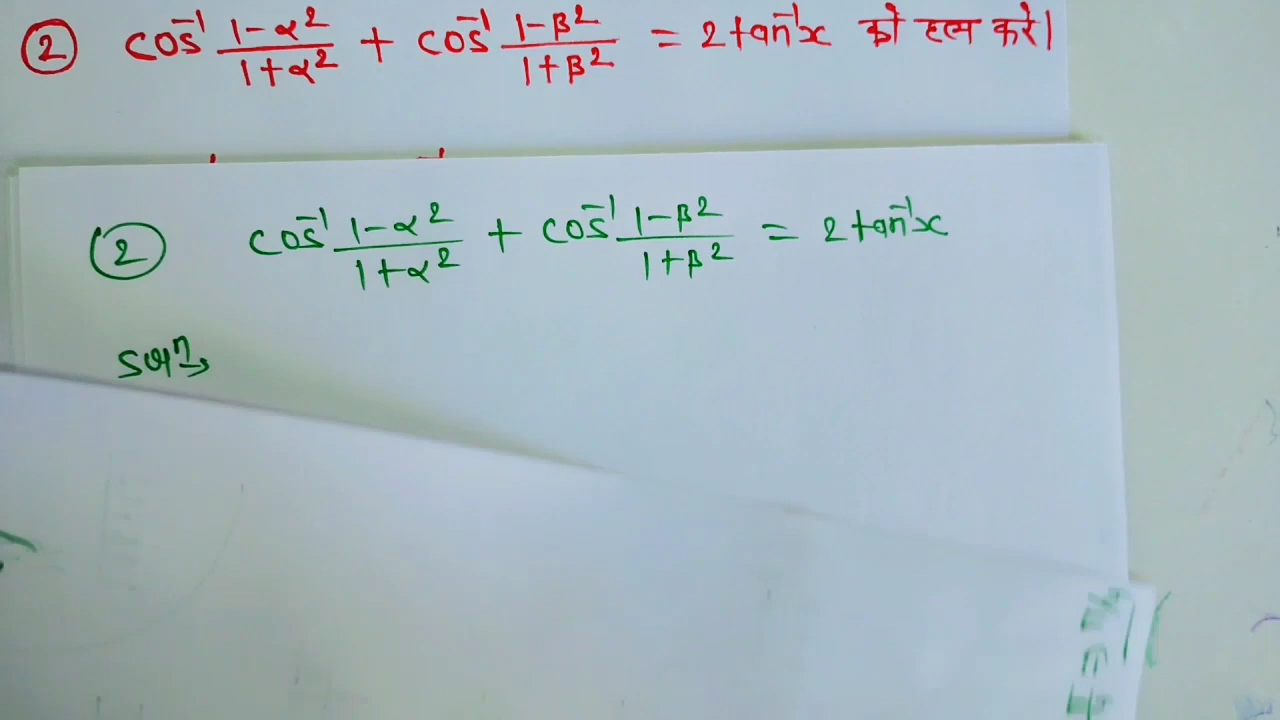 ② cos⁻¹ (1-α²)/(1+α²) + cos⁻¹ (1-β²)/(1+β²) = 2tan⁻¹x को हल करे।
② cos⁻¹ (1-α²)/(1+α²) + cos⁻¹ (1-β²)/(1+β²) = 2tan⁻¹x
Solⁿ→